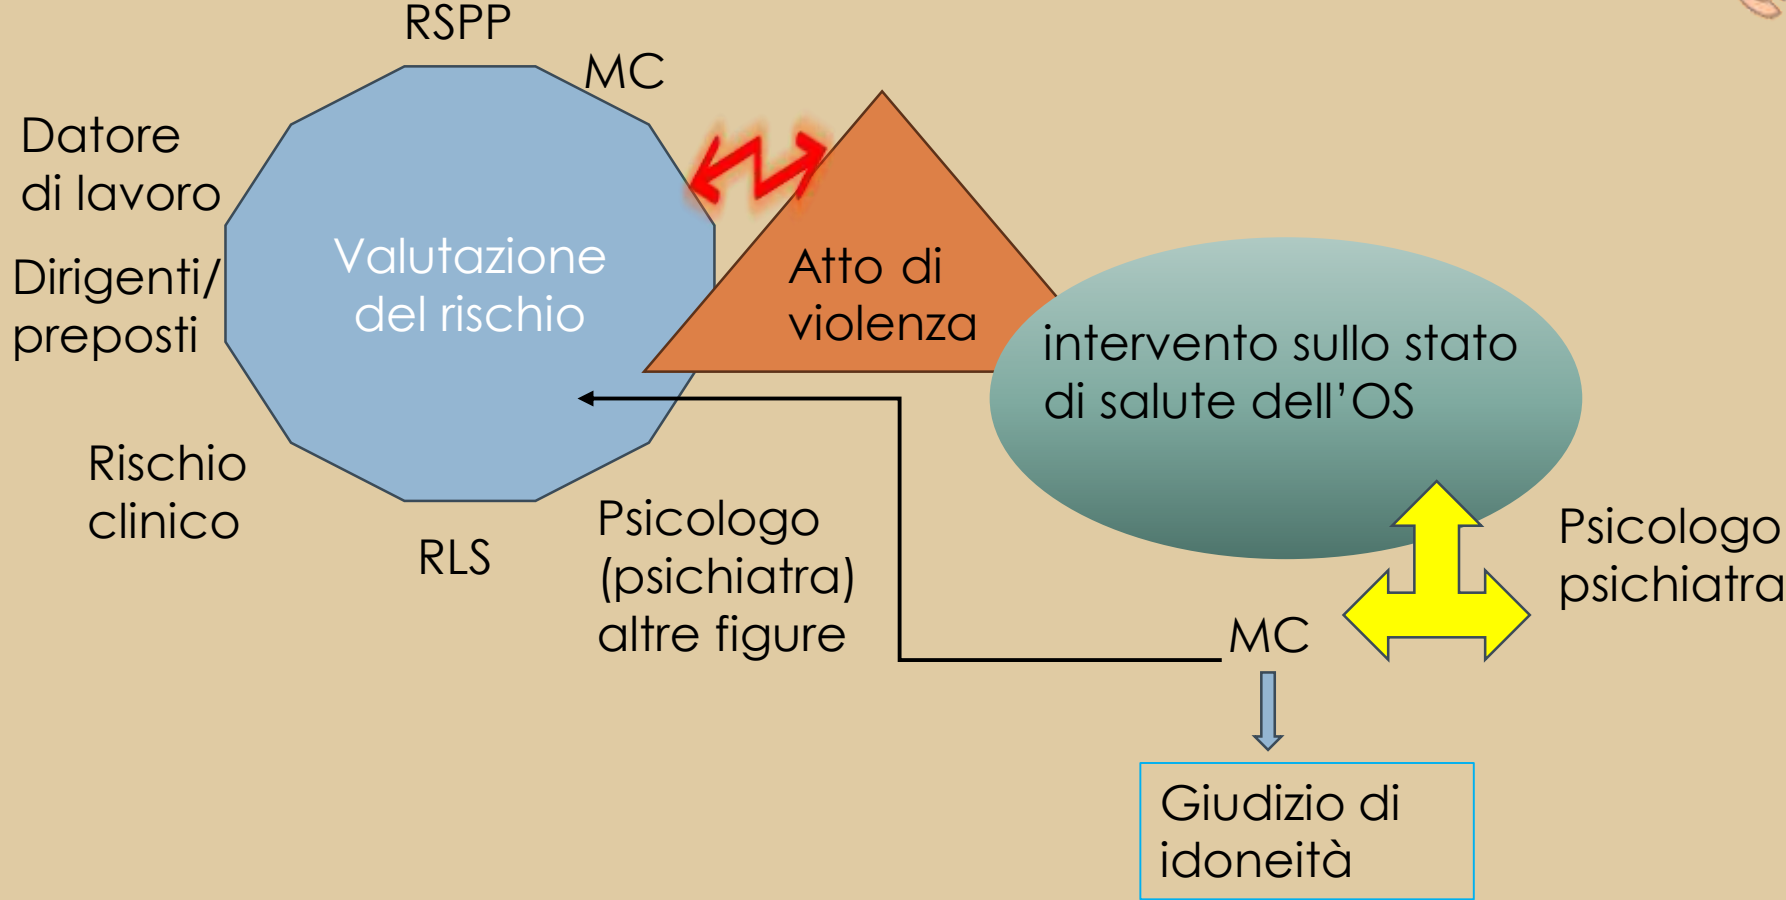 RSPP
MC
Datore
di lavoro
Dirigenti/
preposti
Valutazione
del rischio
Atto di
violenza
intervento sullo stato
di salute dell’OS
Rischio
clinico
RLS
Psicologo
(psichiatra)
altre figure
Psicologo
psichiatra
MC
Giudizio di
idoneità